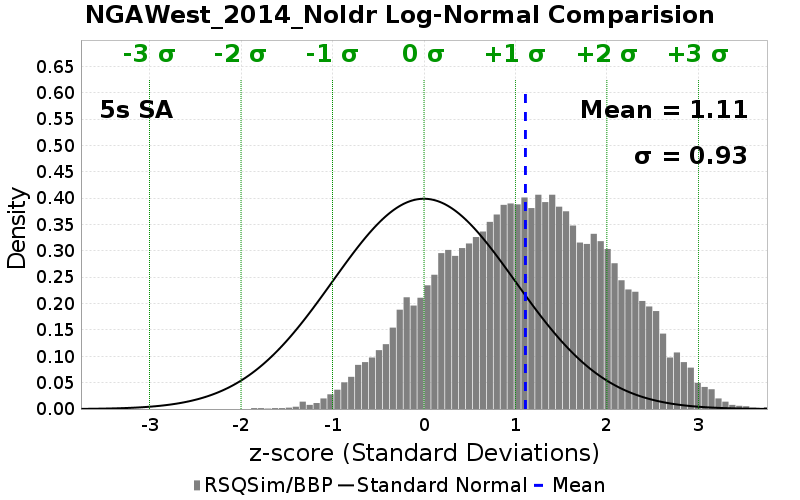 NGAWest_2014_NoIdr Log-Normal Comparision
-3 σ -2 σ -1 σ 0 σ +1 σ +2 σ +3 σ
5s SA
Mean = 1.11
σ = 0.93
Density
0.65
0.60
0.55
0.50
0.45
0.40
0.35
0.30
0.25
0.20
0.15
0.10
0.05
0.00
-3 -2 -1 0 1 2 3
z-score (Standard Deviations)
RSQSim/BBP Standard Normal Mean